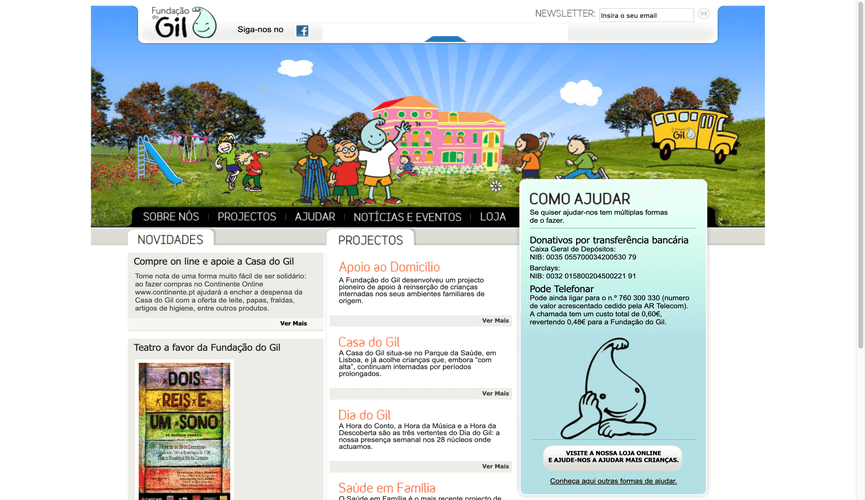 Fundação
do
Gil
Siga-nos no
NEWSLETTER:
Insira o seu email
OK
Fundação
do
Gil
SOBRE NÓS
PROJECTOS
AJUDAR
NOTÍCIAS E EVENTOS
LOJA
NOVIDADES
Compre on line e apoie a Casa do Gil
Tome nota de uma forma muito fácil de ser solidário:
ao fazer compras no Continente Online
www.continente.pt ajudará a encher a despensa da
Casa do Gil com a oferta de leite, papas, fraldas,
artigos de higiene, entre outros produtos.
Ver Mais
Teatro a favor da Fundação do Gil
DOIS
REIS E
UM SONO
PROJECTOS
Apoio ao Domicílio
A Fundação do Gil desenvolveu um projecto
pioneiro de apoio à reinserção de crianças
internadas nos seus ambientes familiares de
origem.
Ver Mais
Casa do Gil
A Casa do Gil situa-se no Parque da Saúde, em
Lisboa, e já acolhe crianças que, embora "com
alta", continuam internadas por períodos
prolongados.
Ver Mais
Dia do Gil
A Hora do Conto, a Hora da Música e a Hora da
Descoberta são as três vertentes do Dia do Gil: a
nossa presença semanal nos 28 núcleos onde
actuamos.
Ver Mais
Saúde em Família
O Saúde em Família é o mais recente projecto de
COMO AJUDAR
Se quiser ajudar-nos tem múltiplas formas
de o fazer.
Donativos por transferência bancária
Caixa Geral de Depósitos:
NIB: 0035 055700034200530 79
Barclays:
NIB: 0032 015800204500221 91
Pode Telefonar
Pode ainda ligar para o n.º 760 300 330 (numero
de valor acrescentado cedido pela AR Telecom).
A chamada tem um custo total de 0,60€,
revertendo 0,48€ para a Fundação do Gil.
VISITE A NOSSA LOJA ONLINE
E AJUDE-NOS A AJUDAR MAIS CRIANÇAS.
Conheça aqui outras formas de ajudar.